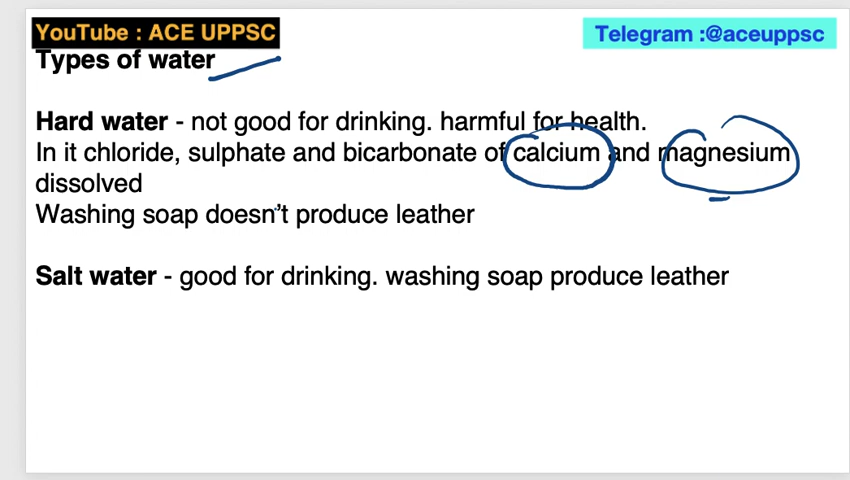 YouTube : ACE UPPSC
Telegram :@aceuppsc
Types of water
Hard water - not good for drinking. harmful for health.
In it chloride, sulphate and bicarbonate of calcium and magnesium
dissolved
Washing soap doesn't produce leather
Salt water - good for drinking. washing soap produce leather